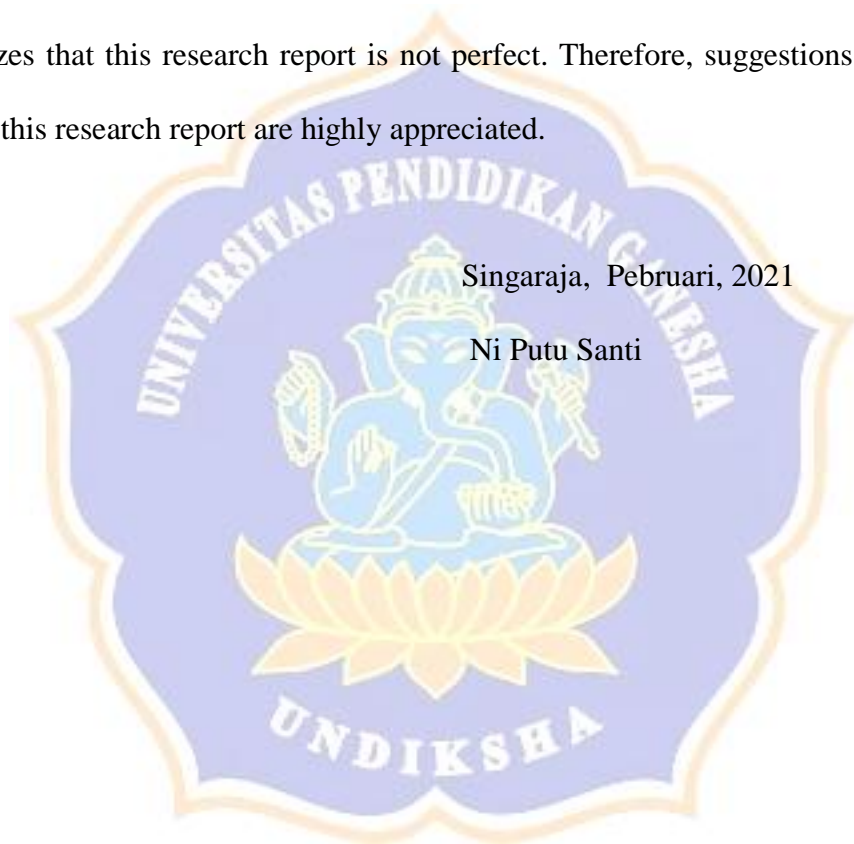 zes that this research report is not perfect. Therefore, suggestions
this research report are highly appreciated.
UNIVERSITAS PENDIDIKAN GANESHA
Singaraja, Pebruari, 2021
Ni Putu Santi
UNDIKSHA